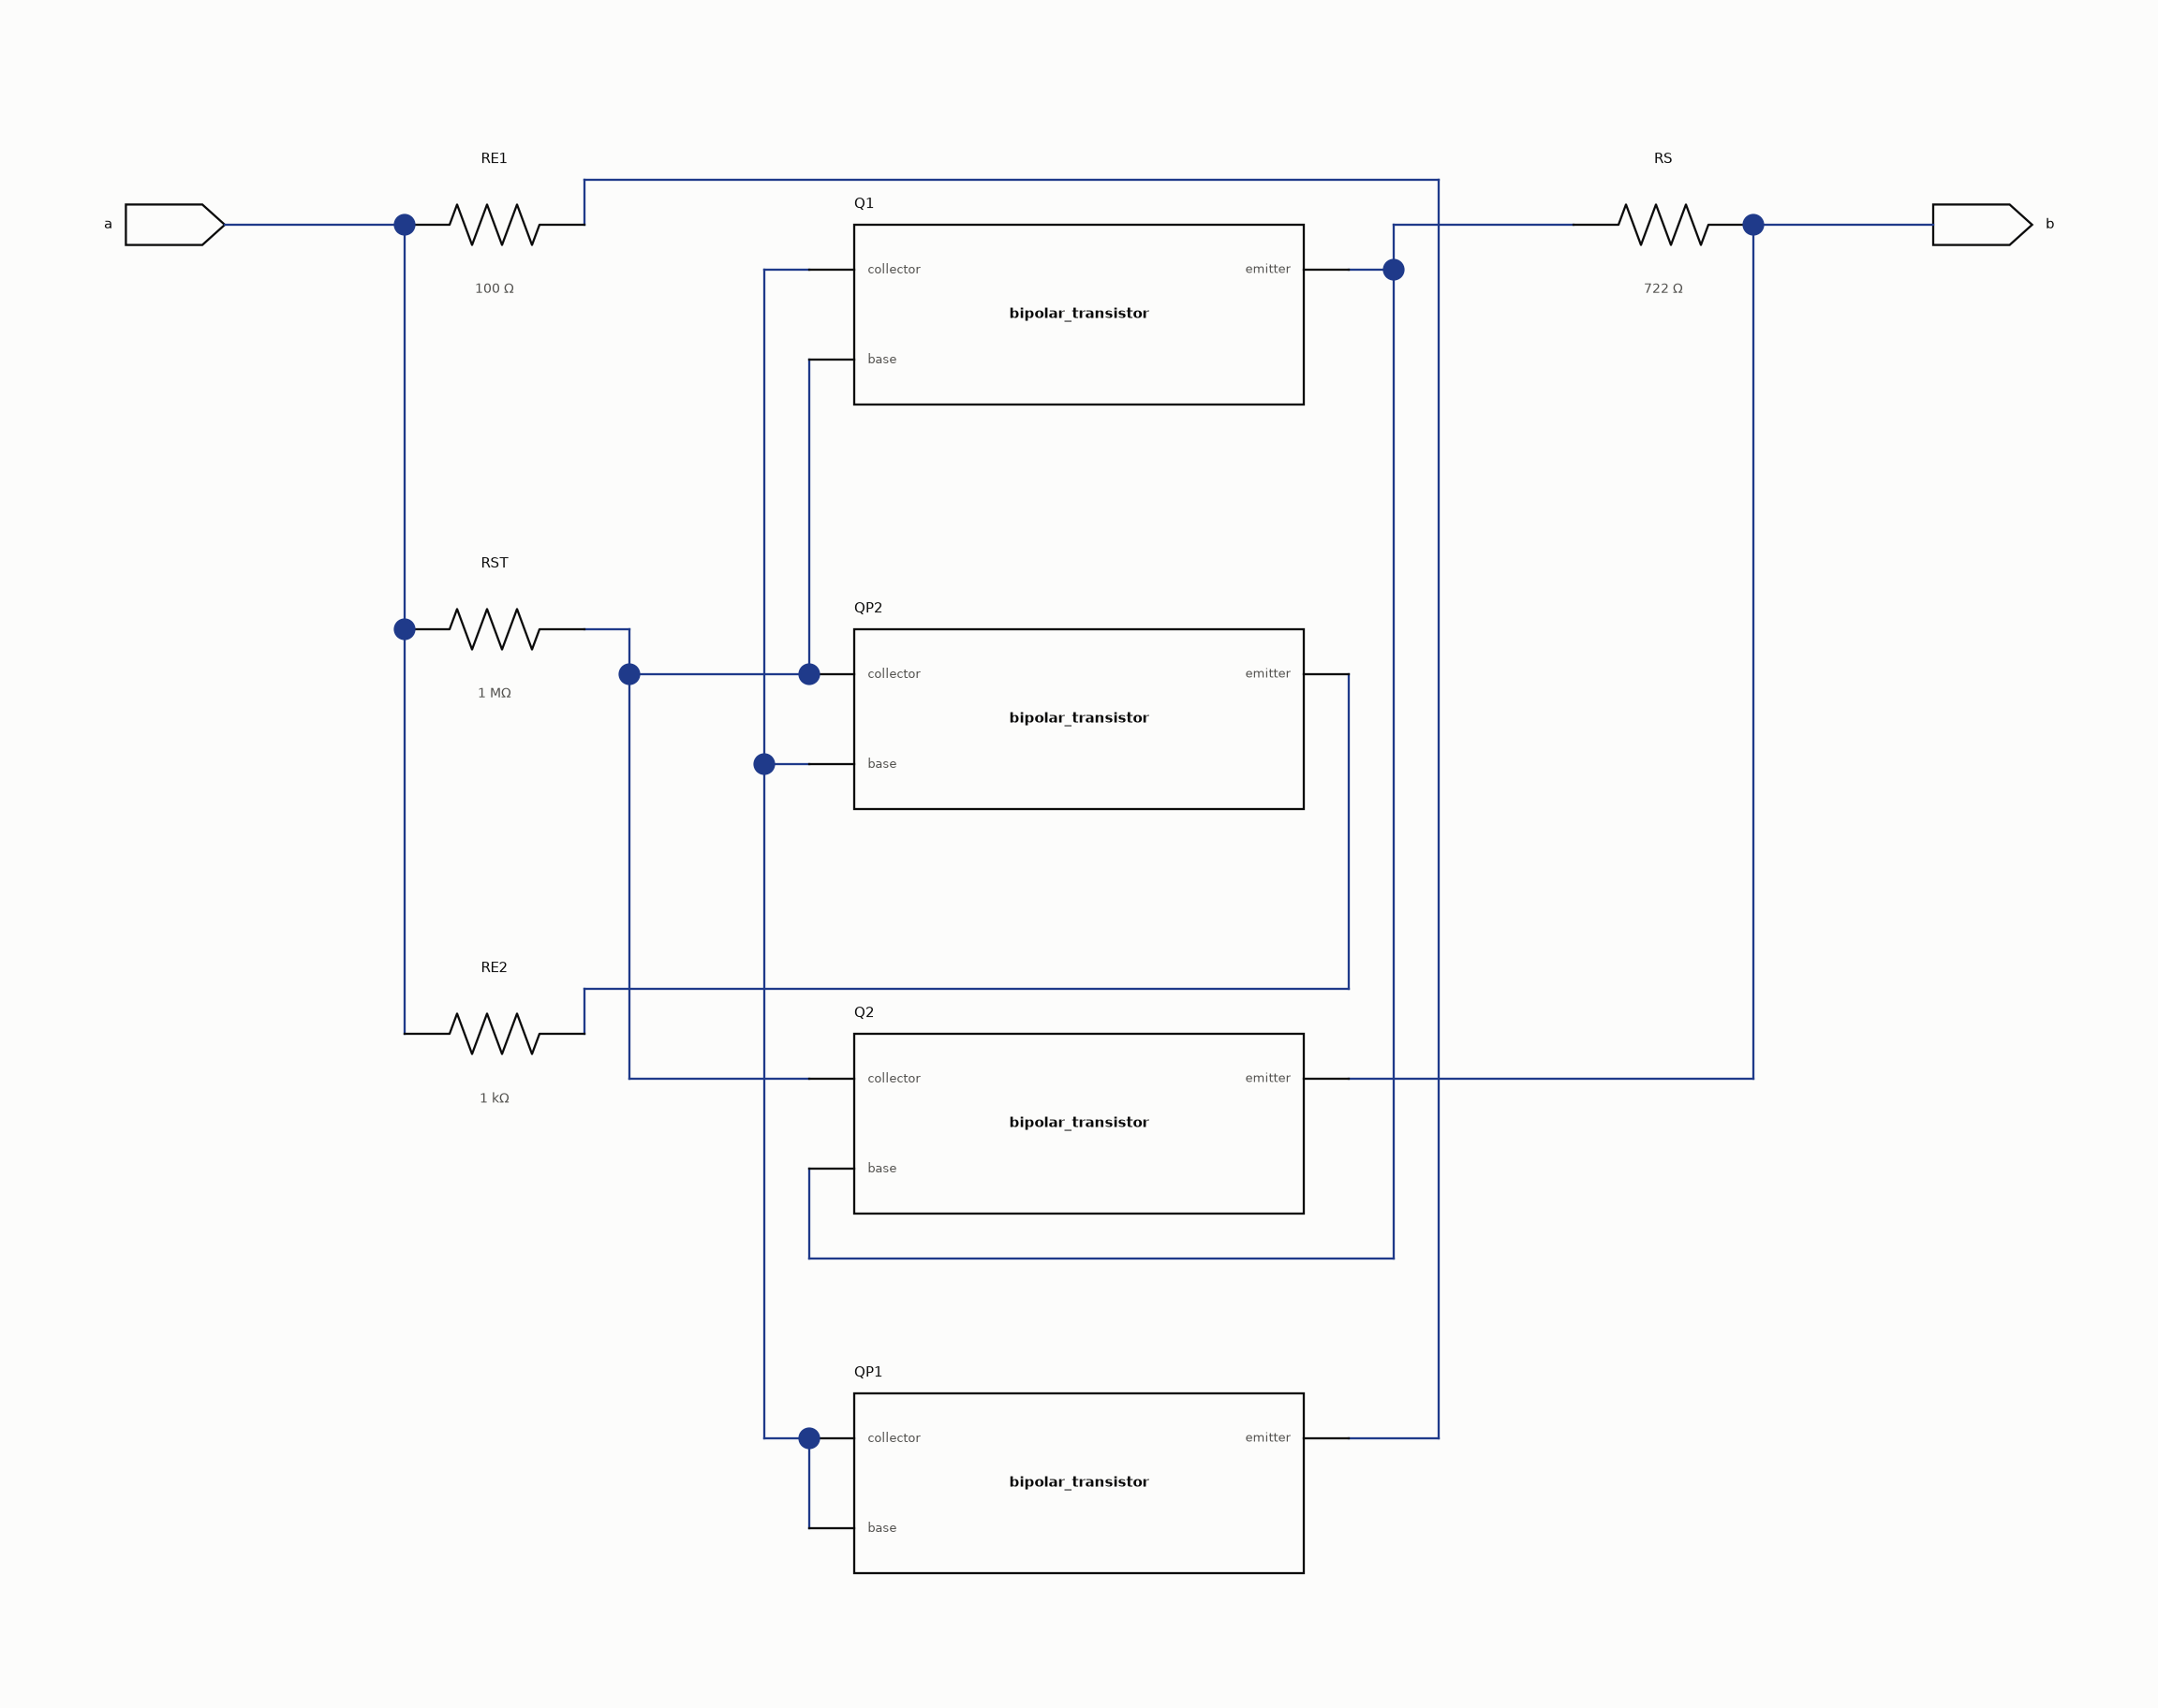 RE1
RS
Q1
a
b
collector
emitter
100 Ω
722 Ω
bipolar_transistor
base
RST
QP2
collector
emitter
1 MΩ
bipolar_transistor
base
RE2
Q2
collector
emitter
1 kΩ
bipolar_transistor
base
QP1
collector
emitter
bipolar_transistor
base